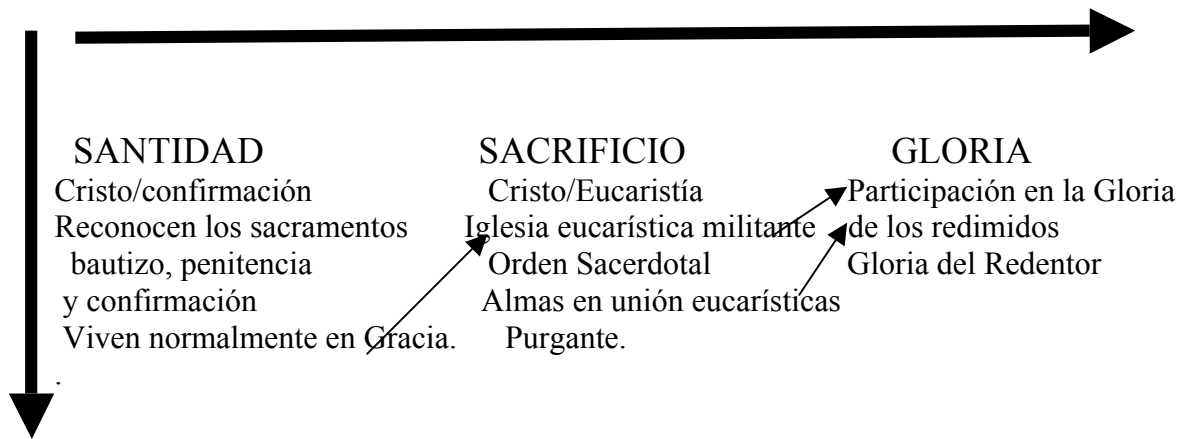 SANTIDAD SACRIFICIO GLORIA
Cristo/confirmación Cristo/Eucaristía Participación en la Gloria
Reconocen los sacramentos Iglesia eucarística militante de los redimidos
bautizo, penitencia Orden Sacerdotal Gloria del Redentor
y confirmación Almas en unión eucarísticas
Viven normalmente en Gracia. Purgante.
.